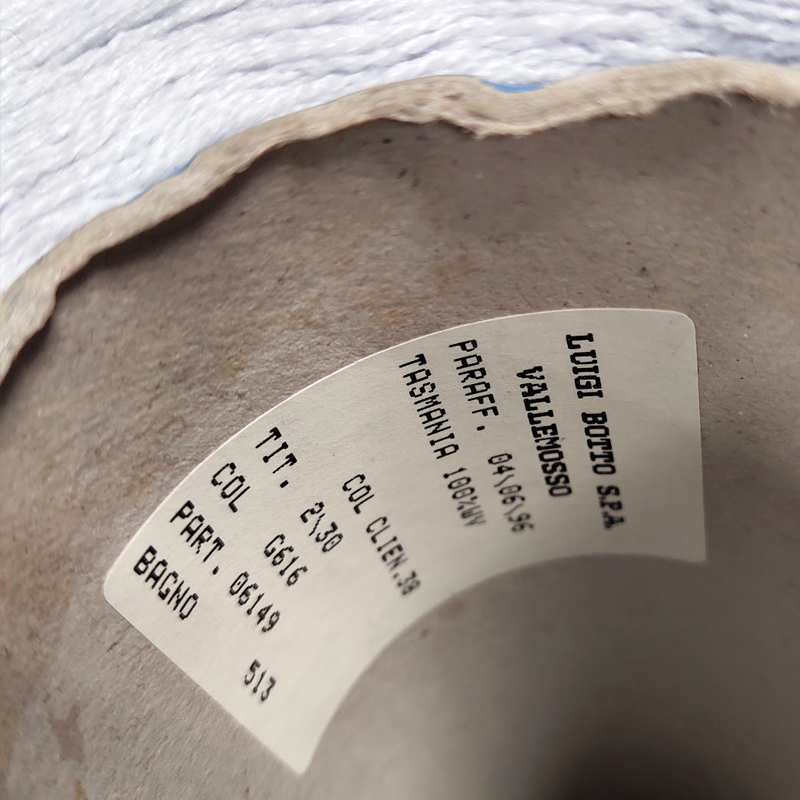 LUIGI BOTTO S.P.A
VALLEMOSSO
PARAFF. 04\06\96
TASMANIA 100%WV
COL CLIEN.38
TIT. 2\30
COL G616
PART. 06149
BAGNO 513